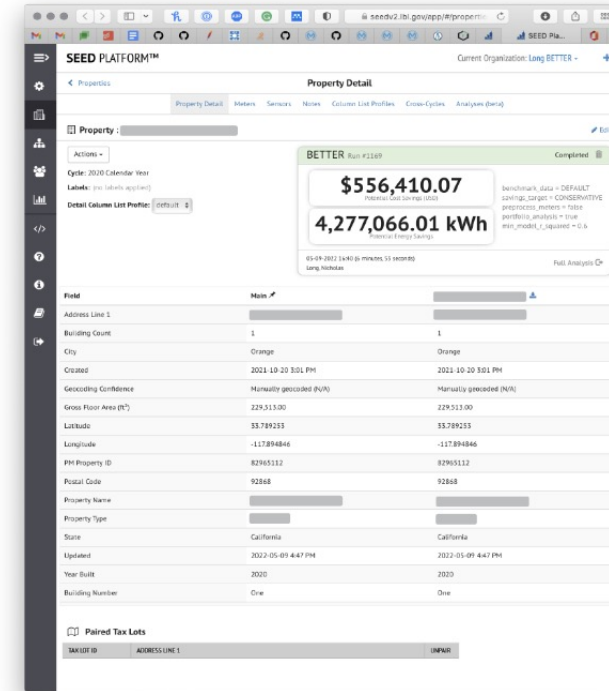 seedv2.lbl.gov/app/#/properti
SEED Pla...
SEED PLATFORM™
Current Organization: Long BETTER
Properties
Property Detail
Property Detail Meters Sensors Notes Column List Profiles Cross-Cycles Analyses (beta)
Property :
Edi
Actions
Cycle: 2020 Calendar Year
Labels: (no labels applied)
Detail Column List Profile: default
BETTER Run #1169
Completed
$556,410.07
Potential Cost Savings (USD)
4,277,066.01 kWh
Potential Energy Savings
benchmark_data = DEFAULT
savings_target = CONSERVATIVE
preprocess_meters = false
portfolio_analysis = true
min_model_r_squared = 0.6
05-09-2022 16:40 (6 minutes, 53 seconds)
Long, Nicholas
Full Analysis
Field Main
Address Line 1
Building Count 1 1
City Orange Orange
Created 2021-10-20 3:01 PM 2021-10-20 3:01 PM
Geocoding Confidence Manually geocoded (N/A) Manually geocoded (N/A)
Gross Floor Area (ft²) 229,513.00 229,513.00
Latitude 33.789253 33.789253
Longitude -117.894846 -117.894846
PM Property ID 82965112 82965112
Postal Code 92868 92868
Property Name
Property Type
State California California
Updated 2022-05-09 4:47 PM 2022-05-09 4:47 PM
Year Built 2020 2020
Building Number One One
Paired Tax Lots
TAX LOT ID ADDRESS LINE 1 UNPAIR